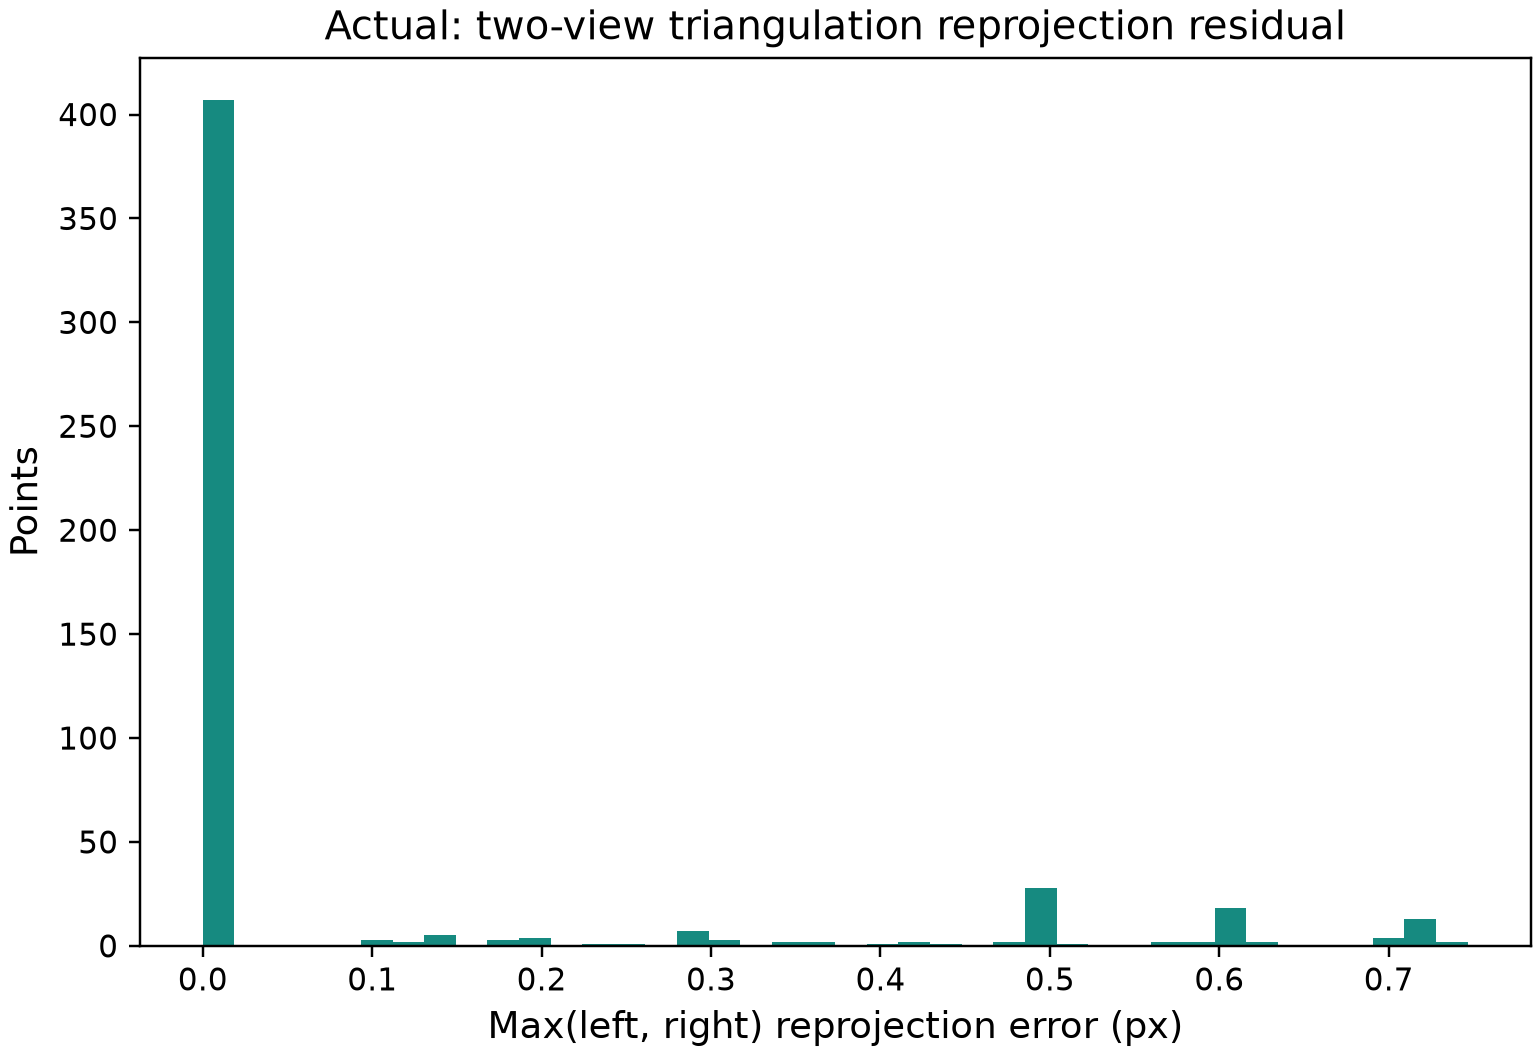 Actual: two-view triangulation reprojection residual
400
350
300
250
200
150
100
50
0
Points
0.0 0.1 0.2 0.3 0.4 0.5 0.6 0.7
Max(left, right) reprojection error (px)